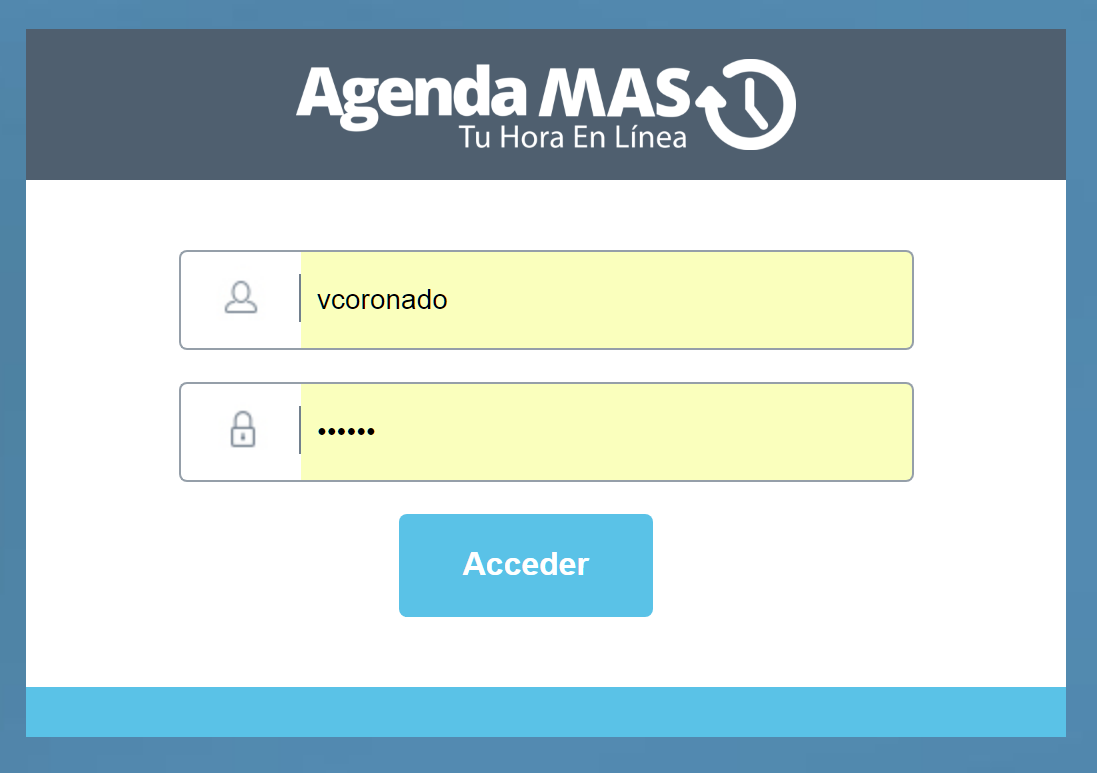 Agenda MAS
Tu Hora En Línea
vcoronado
••••••
Acceder